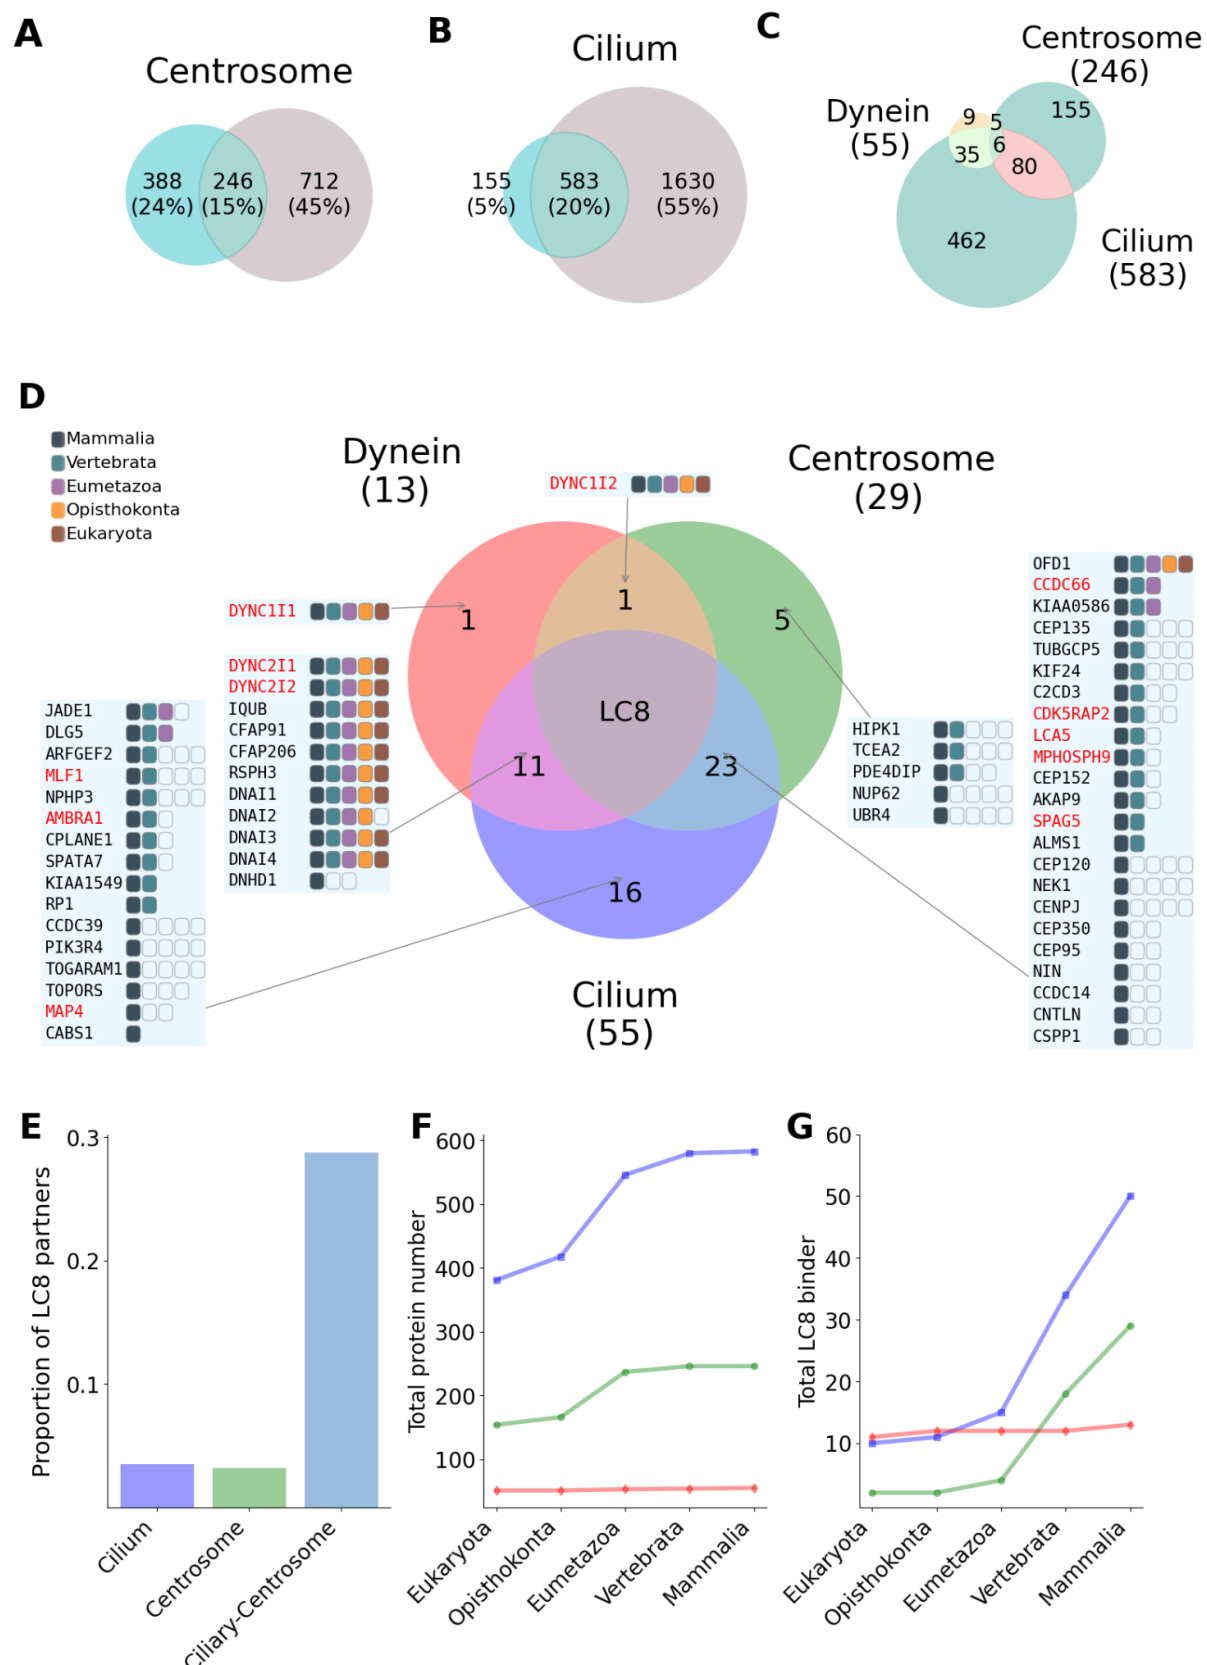 A
Centrosome
388
(24%)
246
(15%)
712
(45%)
B
Cilium
155
(5%)
583
(20%)
1630
(55%)
C
Centrosome
(246)
Dynein
(55)
9
5
155
35
6
80
462
Cilium
(583)
D
Mammalia
Vertebrata
Eumetazoa
Opisthokonta
Eukaryota
Dynein
(13)
Centrosome
(29)
DYNC1I2
DYNC1I1
DYNC2I1
DYNC2I2
IQUB
CFAP91
CFAP206
RSPH3
DNAI1
DNAI2
DNAI3
DNAI4
DNHD1
JADE1
DLG5
ARFGEF2
MLF1
NPHP3
AMBRA1
CPLANE1
SPATA7
KIAA1549
RP1
CCDC39
PIK3R4
TOGARAM1
TOPORS
MAP4
CABS1
1
1
5
LC8
11
23
16
Cilium
(55)
HIPK1
TCEA2
PDE4DIP
NUP62
UBR4
OFD1
CCDC66
KIAA0586
CEP135
TUBGCP5
KIF24
C2CD3
CDK5RAP2
LCA5
MPHOSPH9
CEP152
AKAP9
SPAG5
ALMS1
CEP120
NEK1
CENPJ
CEP350
CEP95
NIN
CCDC14
CNTLN
CSPP1
E
Proportion of LC8 partners
0.3
0.2
0.1
Cilium
Centrosome
Ciliary-Centrosome
F
Total protein number
600
500
400
300
200
100
Eukaryota
Opisthokonta
Eumetazoa
Vertebrata
Mammalia
G
Total LC8 binder
60
50
40
30
20
10
Eukaryota
Opisthokonta
Eumetazoa
Vertebrata
Mammalia